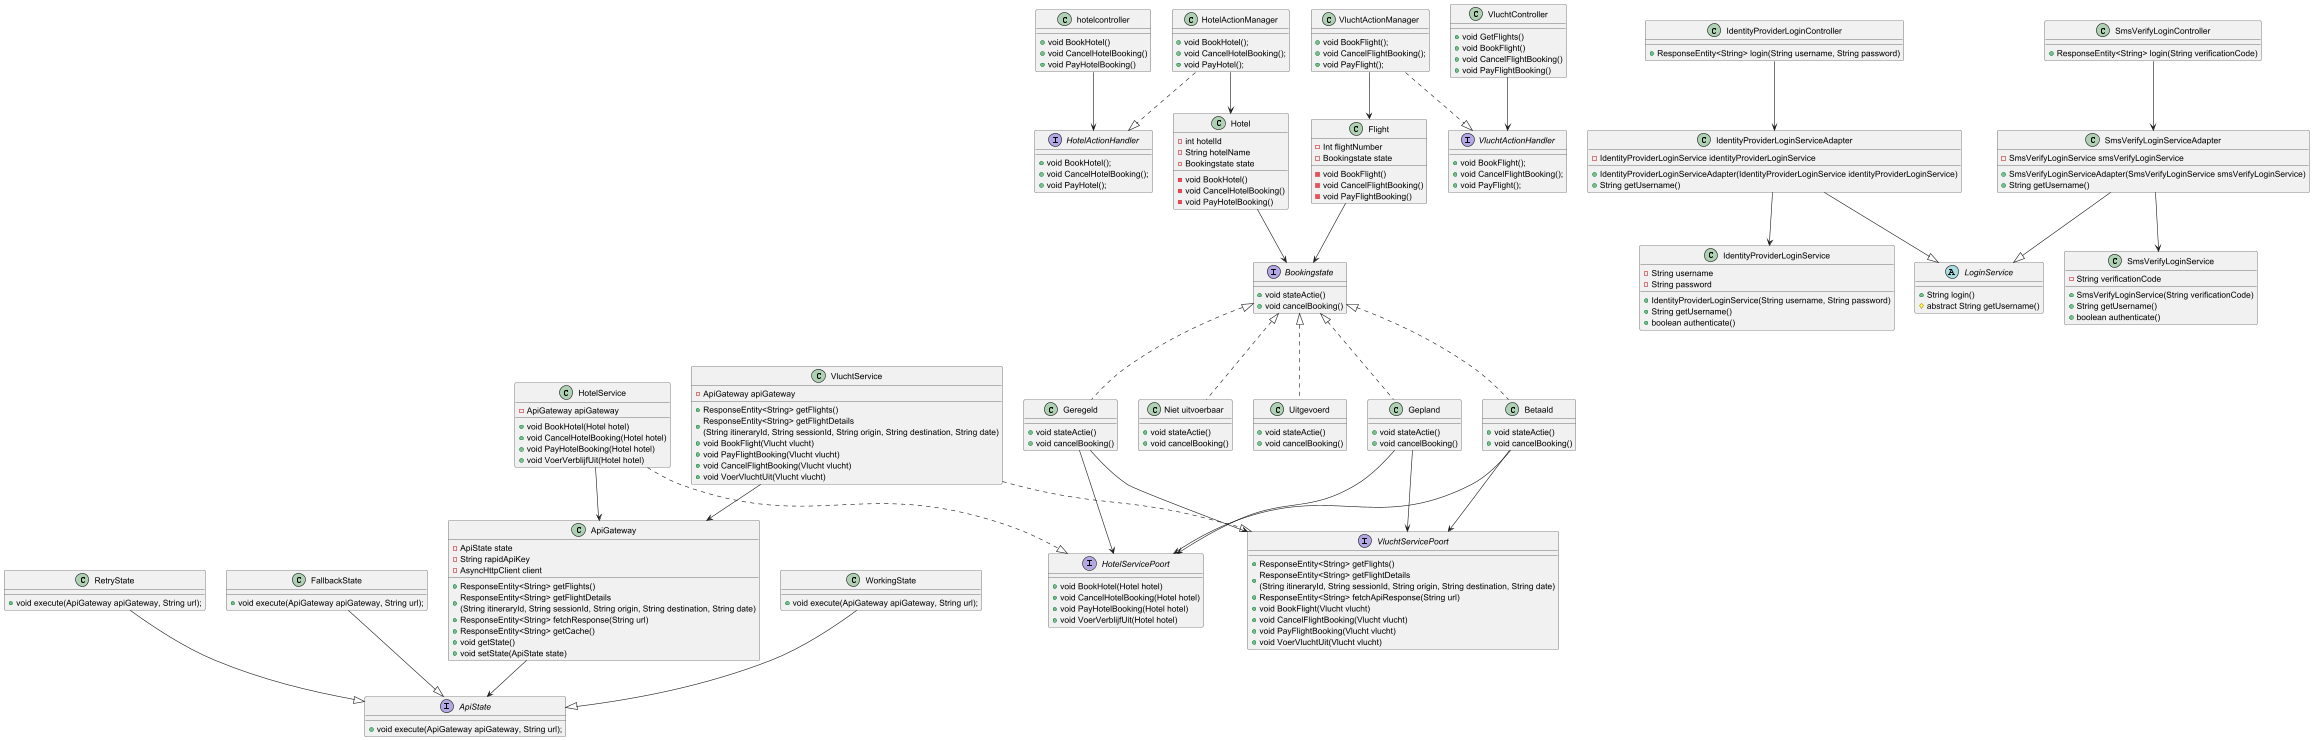 hotelcontroller
void BookHotel()
void CancelHotelBooking()
void PayHotelBooking()
HotelActionManager
void BookHotel();
void CancelHotelBooking;
void PayHotel();
VluchtActionManager
void BookFlight();
void CancelFlightBooking;
void PayFlight();
VluchtController
void GetFlights()
void BookFlight()
void CancelFlightBooking()
void PayFlightBooking()
IdentityProviderLoginController
ResponseEntity<String> login(String username, String password)
SmsVerifyLoginController
ResponseEntity<String> login(String verificationCode)
HotelActionHandler
void BookHotel();
void CancelHotelBooking;
void PayHotel();
Hotel
int hotelId
String hotelName
Bookingstate state
void BookHotel()
void CancelHotelBooking()
void PayHotelBooking()
Flight
Int flightNumber
Bookingstate state
void BookFlight()
void CancelFlightBooking()
void PayFlightBooking()
VluchtActionHandler
void BookFlight();
void CancelFlightBooking;
void PayFlight();
IdentityProviderLoginServiceAdapter
IdentityProviderLoginService identityProviderLoginService
IdentityProviderLoginServiceAdapter(IdentityProviderLoginService identityProviderLoginService)
String getUsername()
SmsVerifyLoginServiceAdapter
SmsVerifyLoginService smsVerifyLoginService
SmsVerifyLoginServiceAdapter(SmsVerifyLoginService smsVerifyLoginService)
String getUsername()
Bookingstate
void stateActie()
void cancelBooking()
IdentityProviderLoginService
String username
String password
IdentityProviderLoginService(String username, String password)
String getUsername()
boolean authenticate()
LoginService
String login()
abstract String getUsername()
SmsVerifyLoginService
String verificationCode
SmsVerifyLoginService(String verificationCode)
String getUsername()
boolean authenticate()
HotelService
ApiGateway apiGateway
void BookHotel(Hotel hotel)
void CancelHotelBooking(Hotel hotel)
void PayHotelBooking(Hotel hotel)
void VoerVerblijfUit(Hotel hotel)
VluchtService
ApiGateway apiGateway
ResponseEntity<String> getFlights()
ResponseEntity<String> getFlightDetails
(String itineraryId, String sessionId, String origin, String destination, String date)
void BookFlight(Vlucht vlucht)
void PayFlightBooking(Vlucht vlucht)
void CancelFlightBooking(Vlucht vlucht)
void VoerVluchtUit(Vlucht vlucht)
Geregeld
void stateActie()
void cancelBooking()
Niet uitvoerbaar
void stateActie()
void cancelBooking()
Uitgevoerd
void stateActie()
void cancelBooking()
Gepland
void stateActie()
void cancelBooking()
Betaald
void stateActie()
void cancelBooking()
RetryState
void execute(ApiGateway apiGateway, String url);
FallbackState
void execute(ApiGateway apiGateway, String url);
ApiGateway
ApiState state
String rapidApiKey
AsyncHttpClient client
ResponseEntity<String> getFlights()
ResponseEntity<String> getFlightDetails
(String itineraryId, String sessionId, String origin, String destination, String date)
ResponseEntity<String> fetchResponse(String url)
ResponseEntity<String> getCache()
void getState()
void setState(ApiState state)
WorkingState
void execute(ApiGateway apiGateway, String url);
HotelServicePoort
void BookHotel(Hotel hotel)
void CancelHotelBooking(Hotel hotel)
void PayHotelBooking(Hotel hotel)
void VoerVerblijfUit(Hotel hotel)
VluchtServicePoort
ResponseEntity<String> getFlights()
ResponseEntity<String> getFlightDetails
(String itineraryId, String sessionId, String origin, String destination, String date)
ResponseEntity<String> fetchApiResponse(String url)
void BookFlight(Vlucht vlucht)
void CancelFlightBooking(Vlucht vlucht)
void PayFlightBooking(Vlucht vlucht)
void VoerVluchtUit(Vlucht vlucht)
ApiState
void execute(ApiGateway apiGateway, String url);